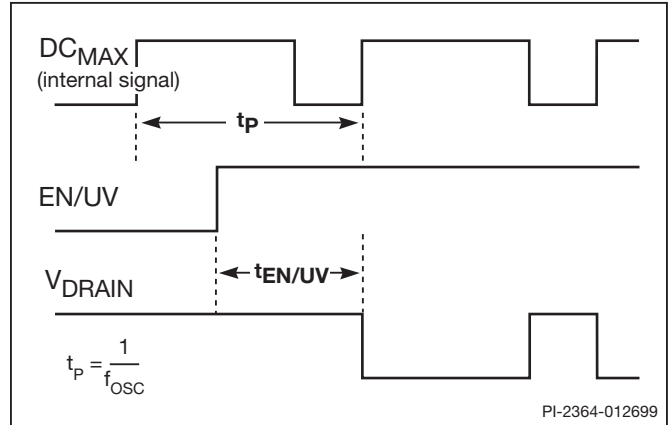 DCMAX
(internal signal)
tP
EN/UV
tEN/UV
VDRAIN
tP = 1/fOSC
PI-2364-012699